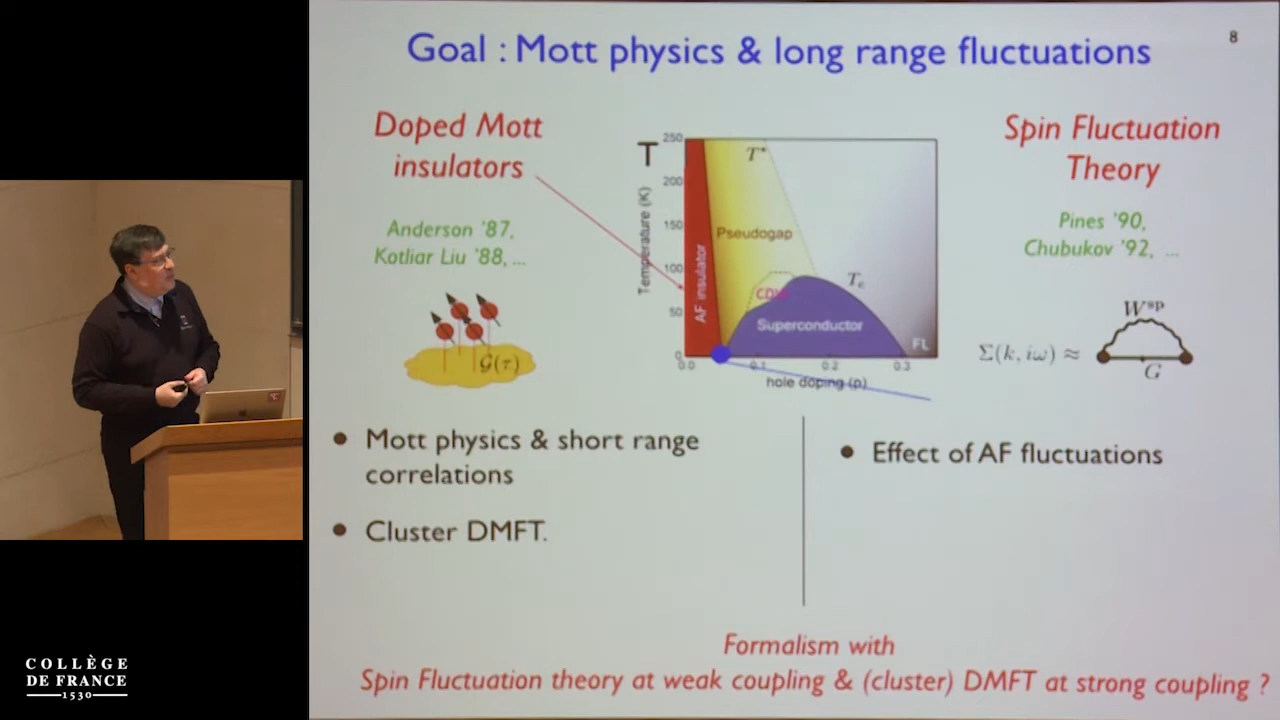 Goal : Mott physics & long range fluctuations
8
Doped Mott
insulators
Anderson '87,
Kotliar Liu '88, ...
𝒢(τ)
T
Temperature (K)
250
200
150
100
50
0
0.0
0.1
0.2
0.3
hole doping (p)
AF insulator
Pseudogap
T*
CDW
Tc
Superconductor
FL
Spin Fluctuation
Theory
Pines '90,
Chubukov '92, ...
Σ(k, iω) ≈
W^sp
G
• Mott physics & short range
correlations
• Cluster DMFT.
• Effect of AF fluctuations
Formalism with
Spin Fluctuation theory at weak coupling & (cluster) DMFT at strong coupling ?
COLLÈGE
DE FRANCE
1530